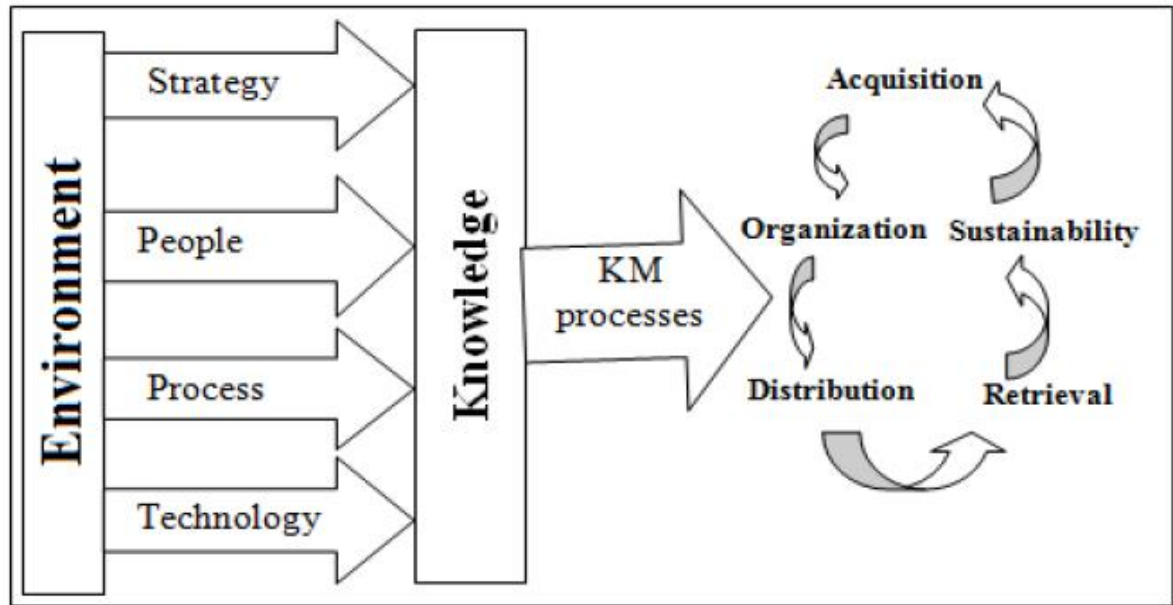 Environment
Strategy
People
Process
Technology
Knowledge
KM
processes
Acquisition
Organization
Sustainability
Distribution
Retrieval